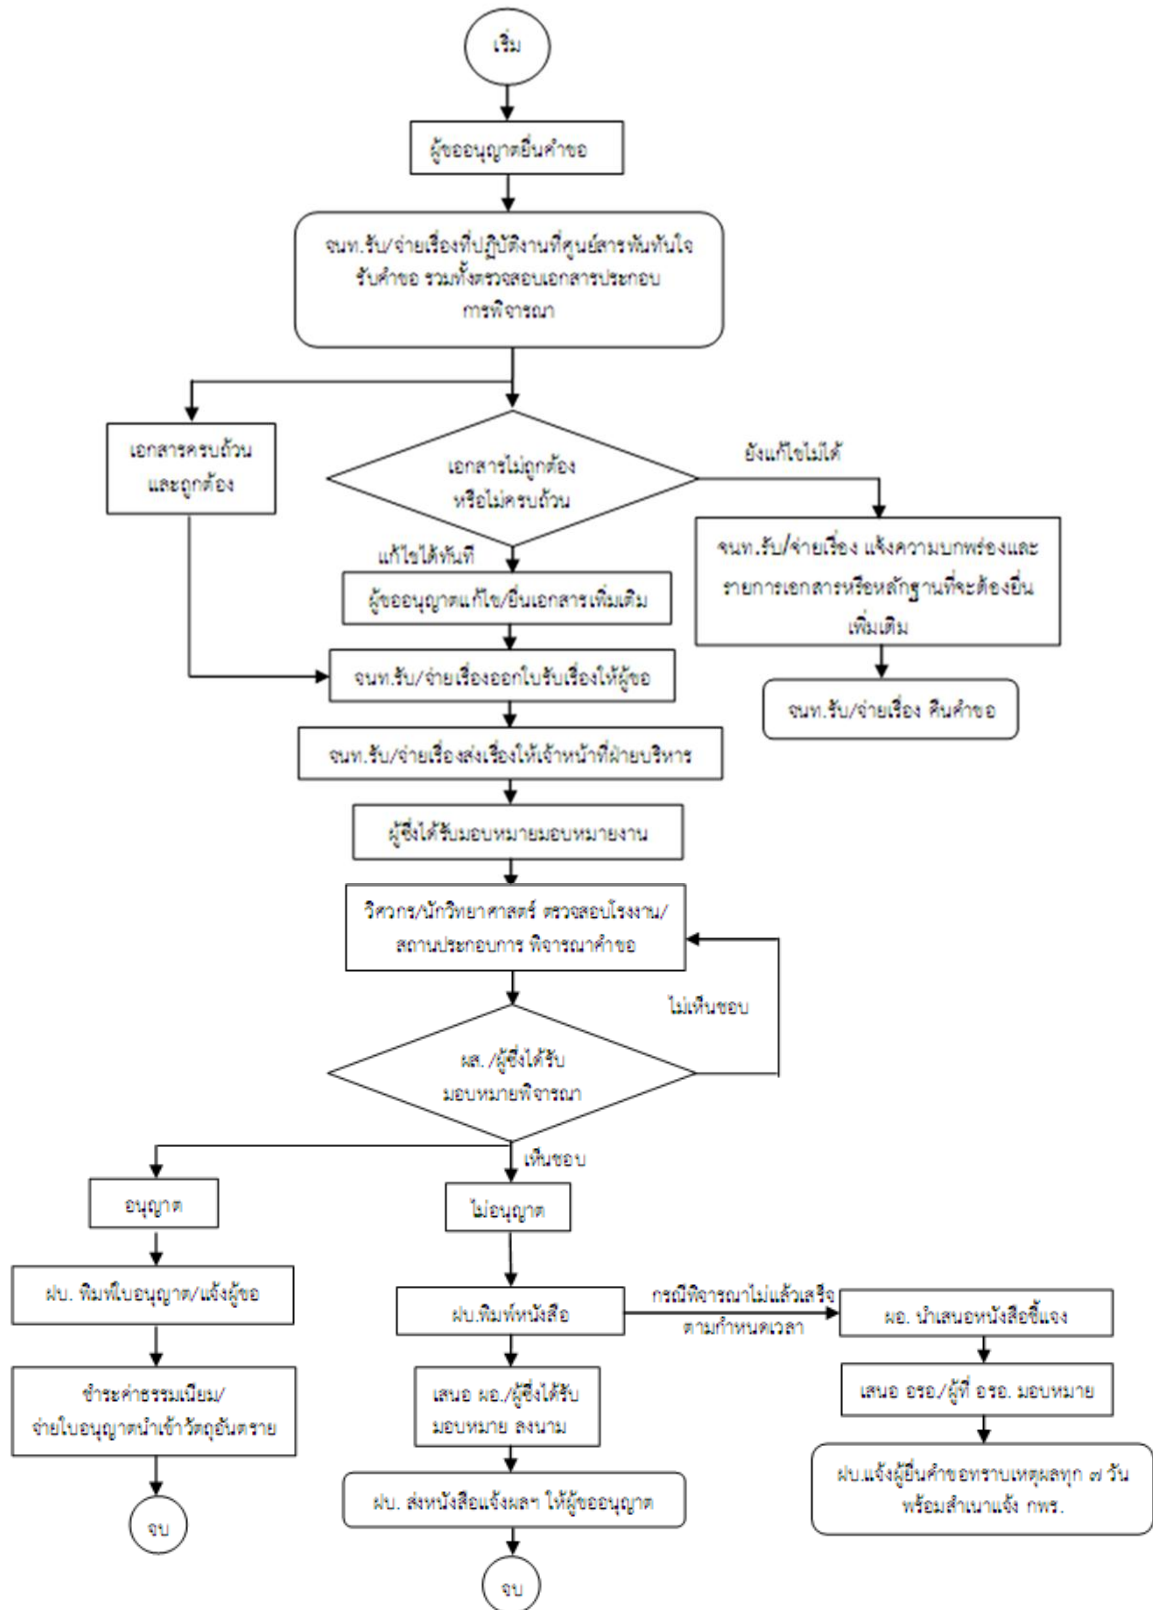 เริ่ม
ผู้ขออนุญาตยื่นคำขอ
จนท.รับ/จ่ายเรื่องที่ปฏิบัติงานที่ศูนย์สารพันทันใจ
รับคำขอ รวมทั้งตรวจสอบเอกสารประกอบ
การพิจารณา
เอกสารครบถ้วน
และถูกต้อง
เอกสารไม่ถูกต้อง
หรือไม่ครบถ้วน
ยังแก้ไขไม่ได้
แก้ไขได้ทันที
จนท.รับ/จ่ายเรื่อง แจ้งความบกพร่องและ
รายการเอกสารหรือหลักฐานที่จะต้องยื่น
เพิ่มเติม
ผู้ขออนุญาตแก้ไข/ยื่นเอกสารเพิ่มเติม
จนท.รับ/จ่ายเรื่องออกใบรับเรื่องให้ผู้ขอ
จนท.รับ/จ่ายเรื่อง คืนคำขอ
จนท.รับ/จ่ายเรื่องส่งเรื่องให้เจ้าหน้าที่ฝ่ายบริหาร
ผู้ซึ่งได้รับมอบหมายมอบหมายงาน
วิศวกร/นักวิทยาศาสตร์ ตรวจสอบโรงงาน/
สถานประกอบการ พิจารณาคำขอ
ไม่เห็นชอบ
ผส./ผู้ซึ่งได้รับ
มอบหมายพิจารณา
เห็นชอบ
อนุญาต
ไม่อนุญาต
ฝบ. พิมพ์ใบอนุญาต/แจ้งผู้ขอ
ฝบ.พิมพ์หนังสือ
กรณีพิจารณาไม่แล้วเสร็จ
ตามกำหนดเวลา
ผอ. นำเสนอหนังสือชี้แจง
ชำระค่าธรรมเนียม/
จ่ายใบอนุญาตนำเข้าวัตถุอันตราย
เสนอ ผอ./ผู้ซึ่งได้รับ
มอบหมาย ลงนาม
เสนอ อรอ./ผู้ที่ อรอ. มอบหมาย
ฝบ. ส่งหนังสือแจ้งผลฯ ให้ผู้ขออนุญาต
ฝบ.แจ้งผู้ยื่นคำขอทราบเหตุผลทุก ๗ วัน
พร้อมสำเนาแจ้ง กพร.
จบ
จบ